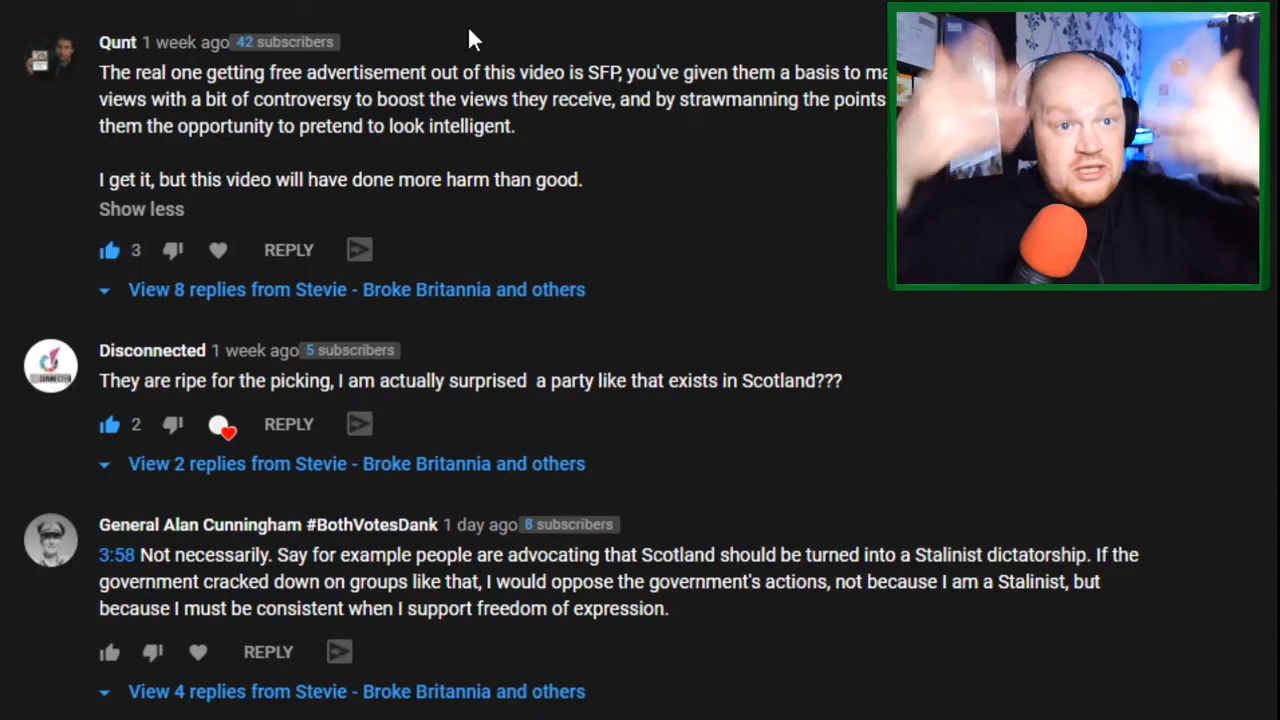 Qunt 1 week ago 42 subscribers
The real one getting free advertisement out of this video is SFP, you've given them a basis to
views with a bit of controversy to boost the views they receive, and by strawmanning the points
them the opportunity to pretend to look intelligent.
I get it, but this video will have done more harm than good.
Show less
3 REPLY
View 8 replies from Stevie - Broke Britannia and others
Disconnected 1 week ago 5 subscribers
They are ripe for the picking, I am actually surprised a party like that exists in Scotland???
2 REPLY
View 2 replies from Stevie - Broke Britannia and others
General Alan Cunningham #BothVotesDank 1 day ago 8 subscribers
3:58 Not necessarily. Say for example people are advocating that Scotland should be turned into a Stalinist dictatorship. If the
government cracked down on groups like that, I would oppose the government's actions, not because I am a Stalinist, but
because I must be consistent when I support freedom of expression.
REPLY
View 4 replies from Stevie - Broke Britannia and others